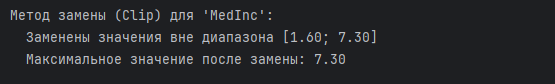 Метод замены (Clip) для 'MedInc':
Заменены значения вне диапазона [1.60; 7.30]
Максимальное значение после замены: 7.30